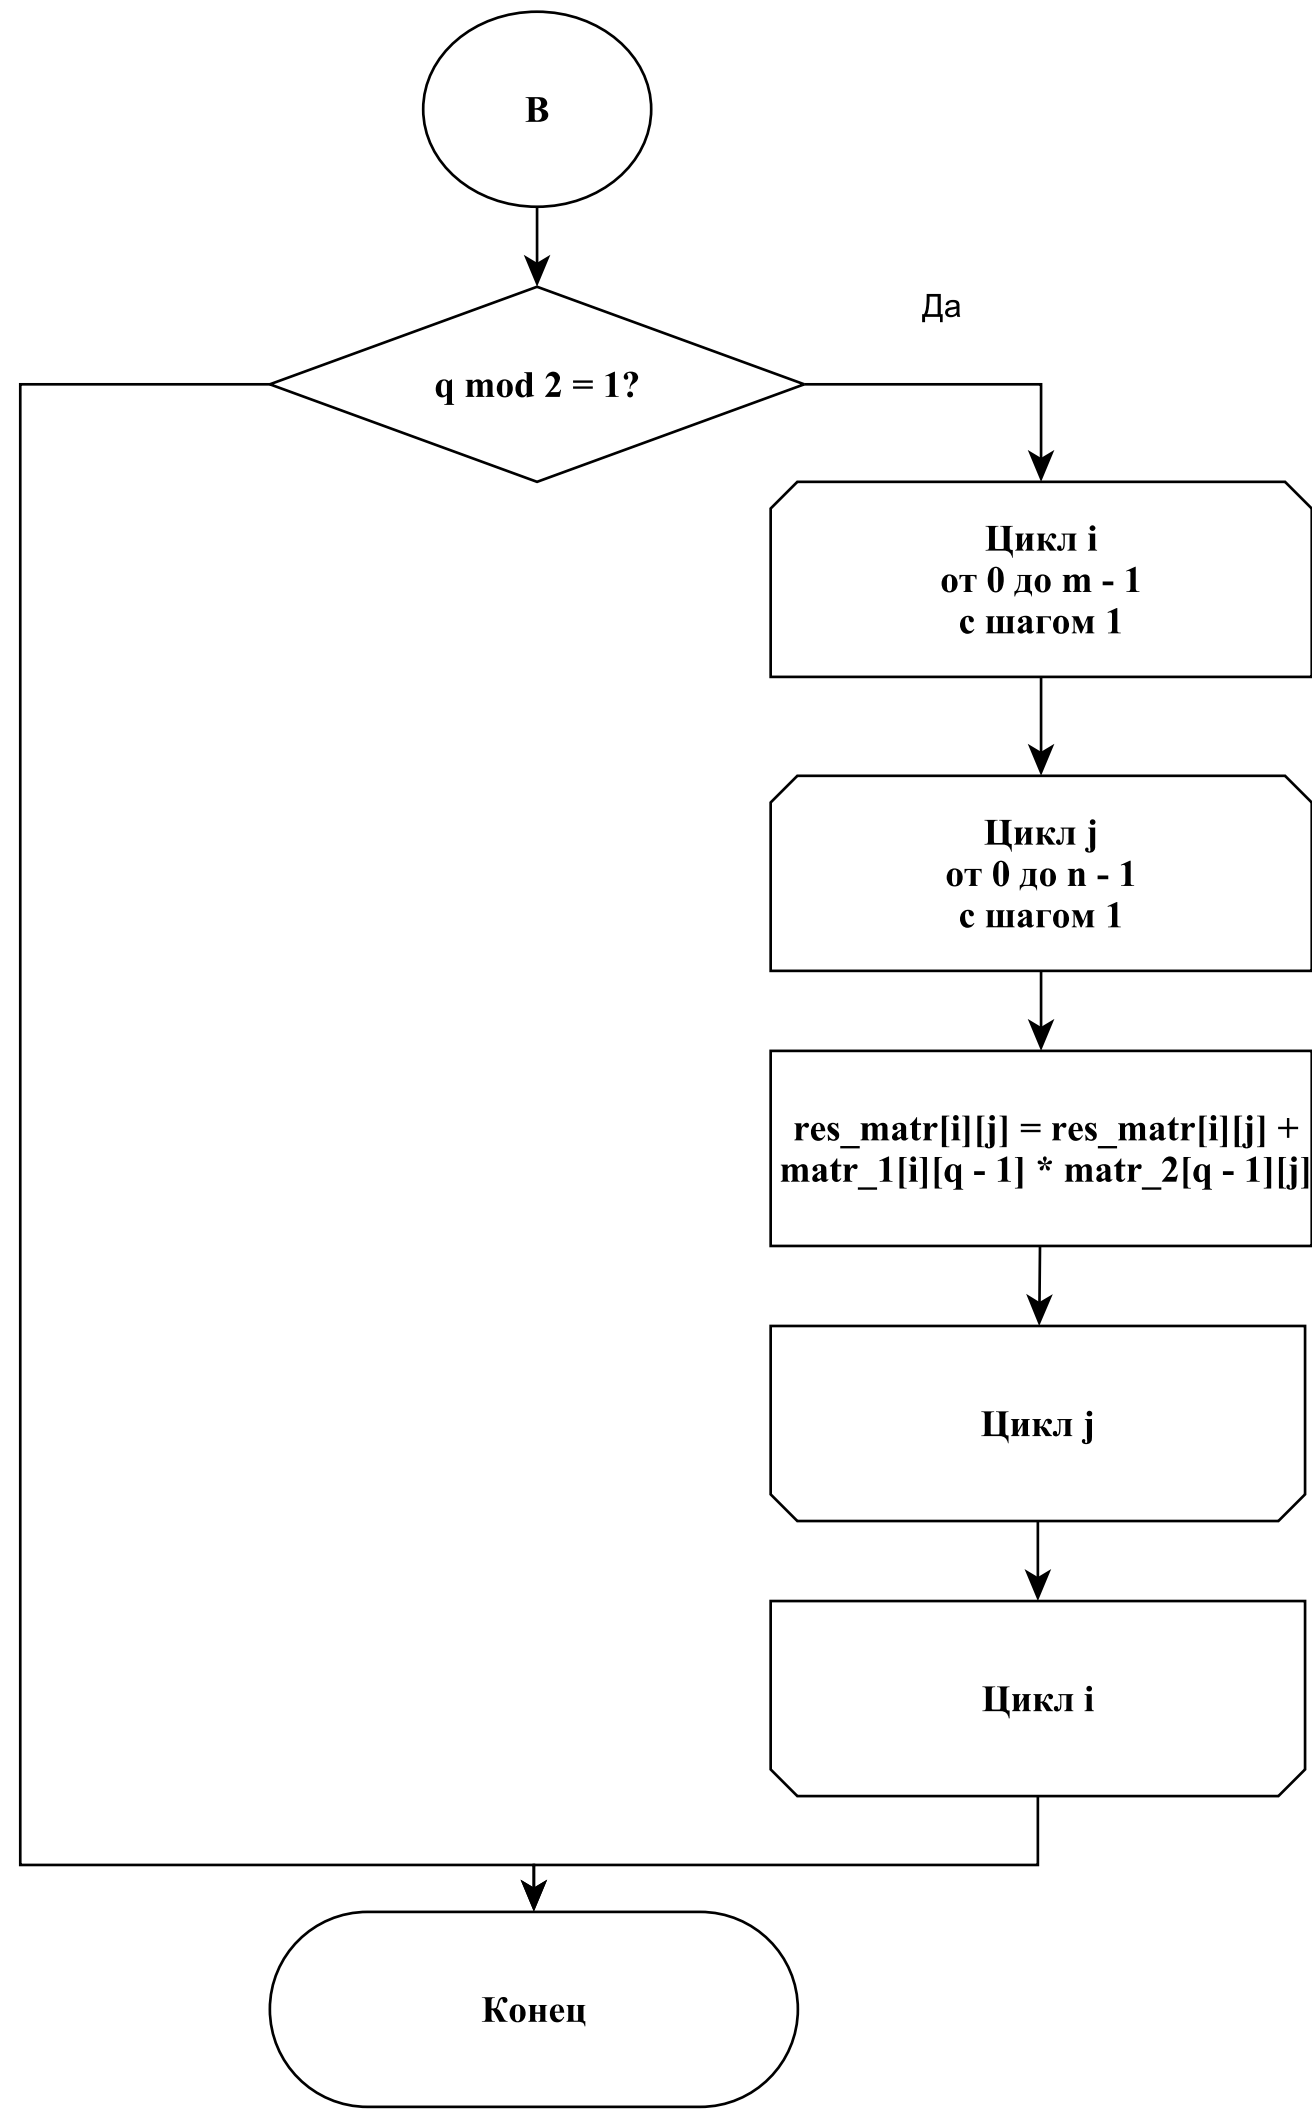 B
Да
q mod 2 = 1?
Цикл i
от 0 до m - 1
с шагом 1
Цикл j
от 0 до n - 1
с шагом 1
res_matr[i][j] = res_matr[i][j] +
matr_1[i][q - 1] * matr_2[q - 1][j]
Цикл j
Цикл i
Конец